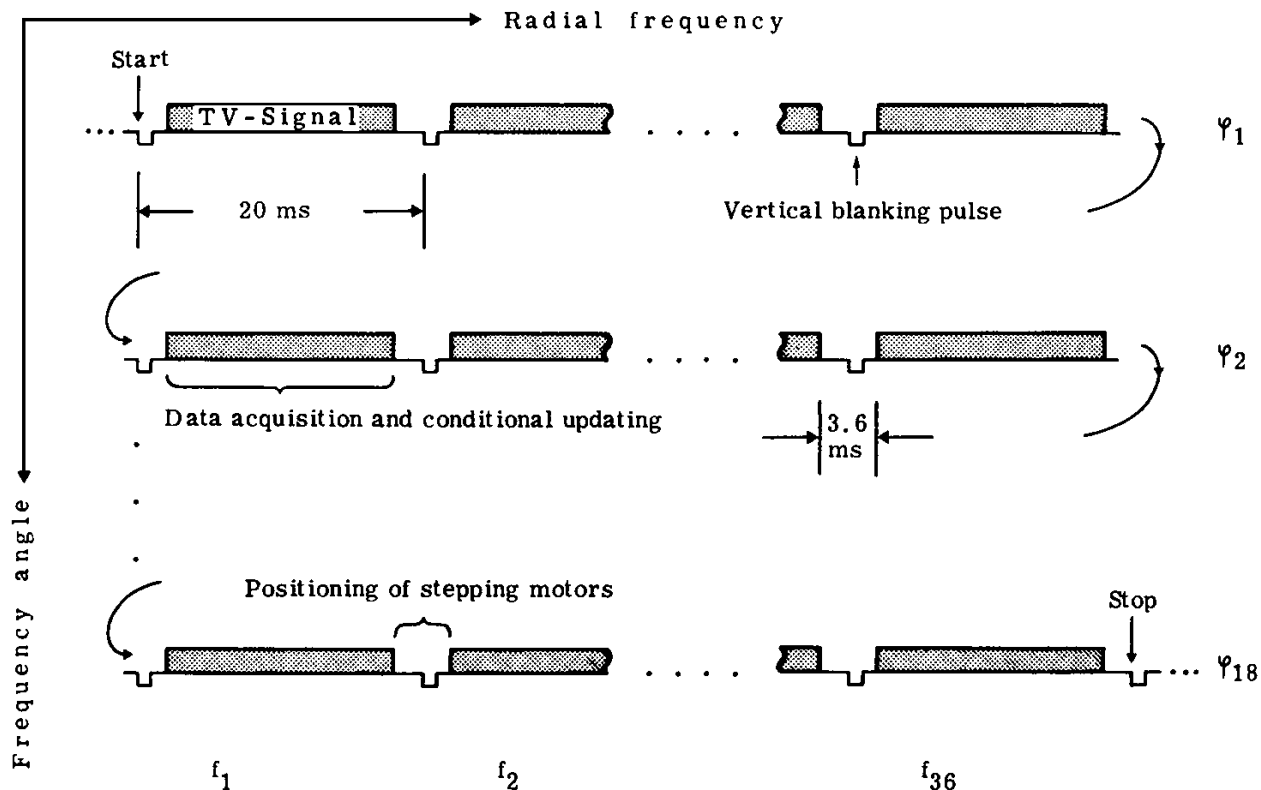 Radial frequency
Start
TV-Signal
φ1
20 ms
Vertical blanking pulse
φ2
Data acquisition and conditional updating
3.6
ms
Frequency angle
Positioning of stepping motors
Stop
φ18
f1
f2
f36